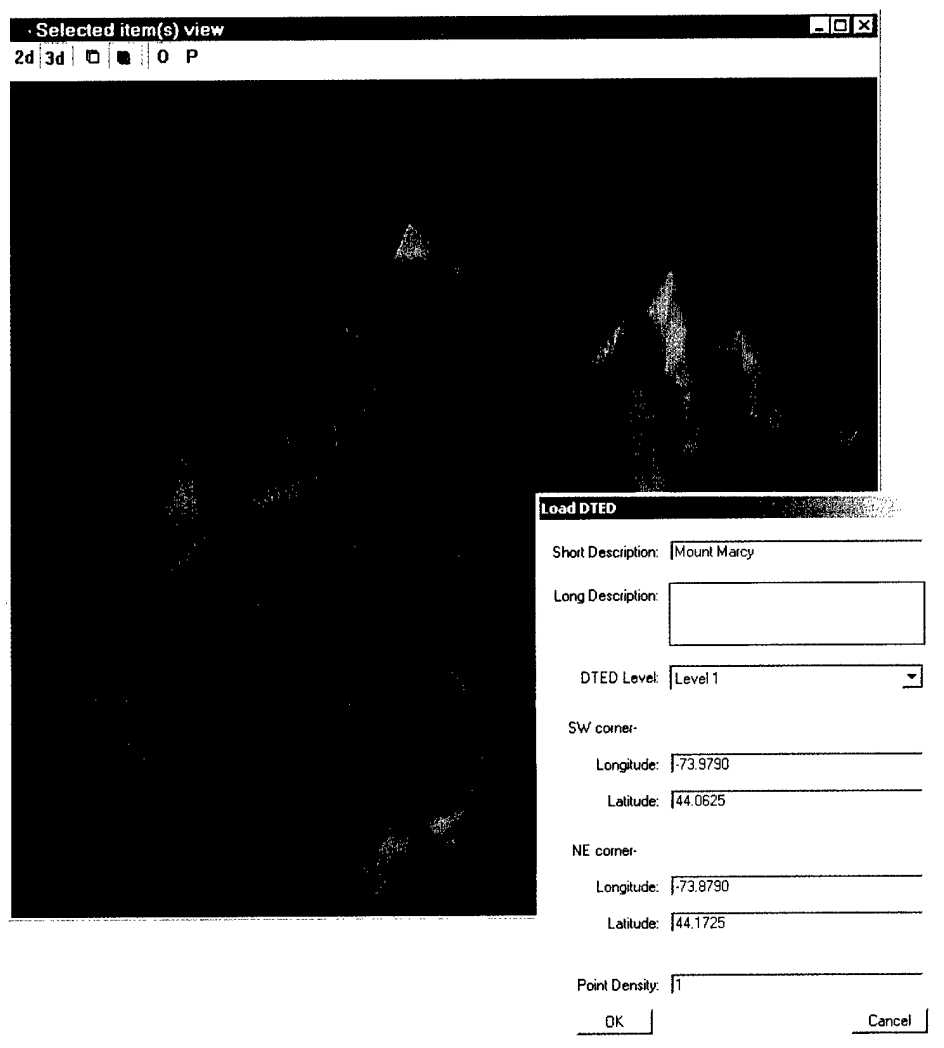 Selected item(s) view
2d 3d O P
Load DTED
Short Description: Mount Marcy
Long Description:
DTED Level: Level 1
SW corner-
Longitude: -73.9790
Latitude: 44.0625
NE corner-
Longitude: -73.8790
Latitude: 44.1725
Point Density: 1
OK Cancel